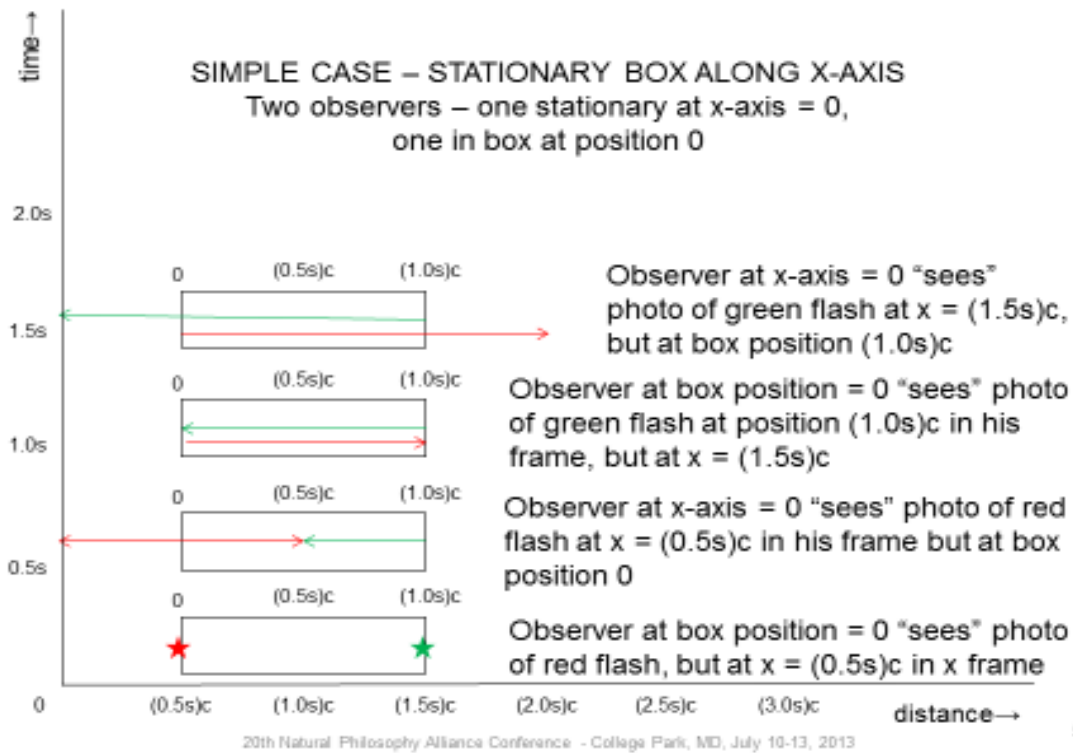 time→
SIMPLE CASE – STATIONARY BOX ALONG X-AXIS
Two observers – one stationary at x-axis = 0,
one in box at position 0
2.0s
0 (0.5s)c (1.0s)c
Observer at x-axis = 0 “sees”
photo of green flash at x = (1.5s)c,
but at box position (1.0s)c
1.5s
0 (0.5s)c (1.0s)c
Observer at box position = 0 “sees” photo
of green flash at position (1.0s)c in his
frame, but at x = (1.5s)c
1.0s
0 (0.5s)c (1.0s)c
Observer at x-axis = 0 “sees” photo of red
flash at x = (0.5s)c in his frame but at box
position 0
0.5s
0 (0.5s)c (1.0s)c
Observer at box position = 0 “sees” photo
of red flash, but at x = (0.5s)c in x frame
0 (0.5s)c (1.0s)c (1.5s)c (2.0s)c (2.5s)c (3.0s)c
distance→
20th Natural Philosophy Alliance Conference - College Park, MD, July 10-13, 2013